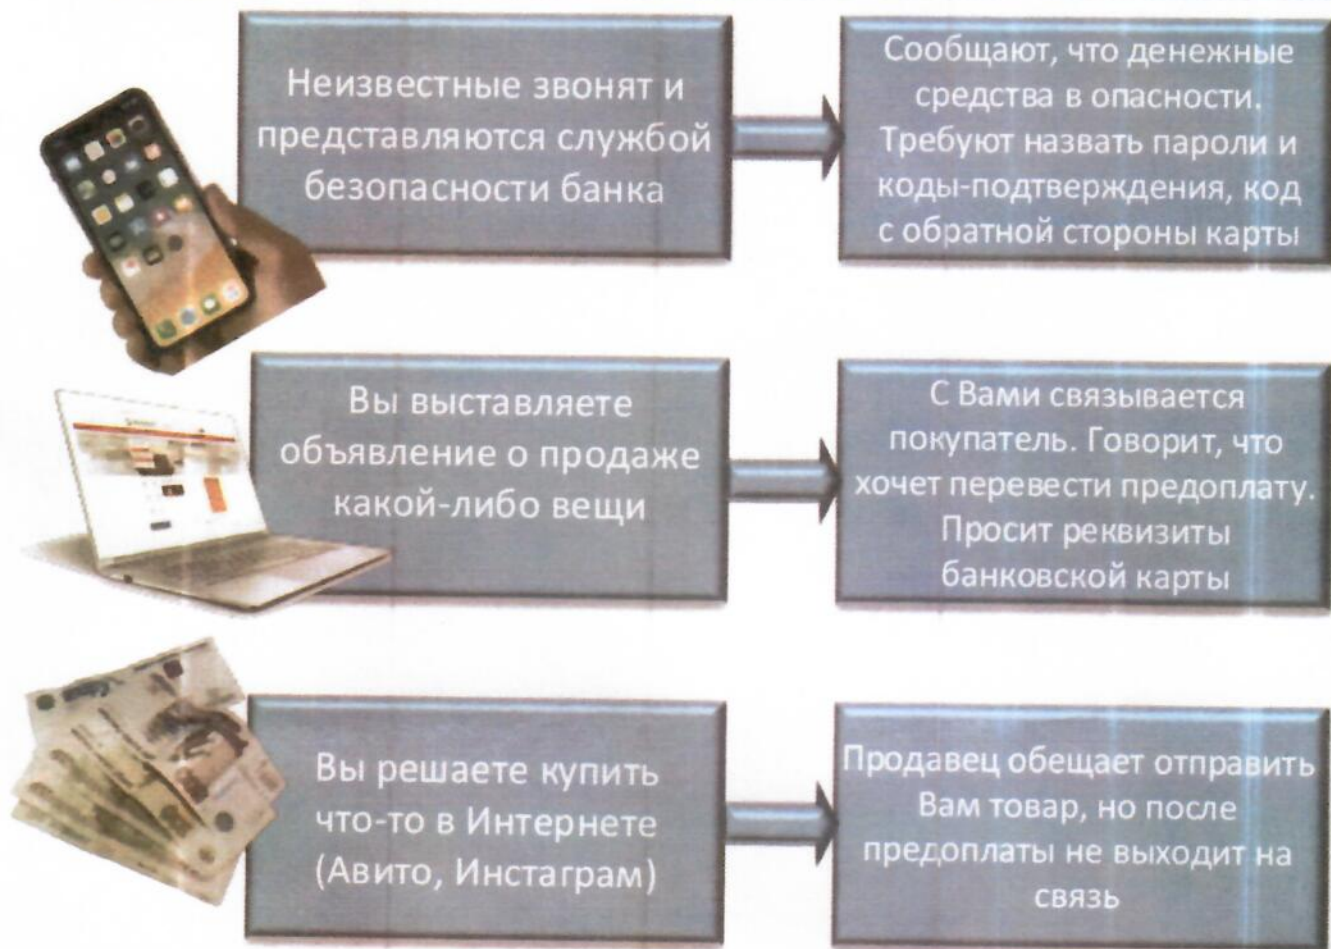 Неизвестные звонят и
представляются службой
безопасности банка
Сообщают, что денежные
средства в опасности.
Требуют назвать пароли и
коды-подтверждения, код
с обратной стороны карты
Вы выставляете
объявление о продаже
какой-либо вещи
С Вами связывается
покупатель. Говорит, что
хочет перевести предоплату.
Просит реквизиты
банковской карты
Вы решаете купить
что-то в Интернете
(Авито, Инстаграм)
Продавец обещает отправить
Вам товар, но после
предоплаты не выходит на
связь